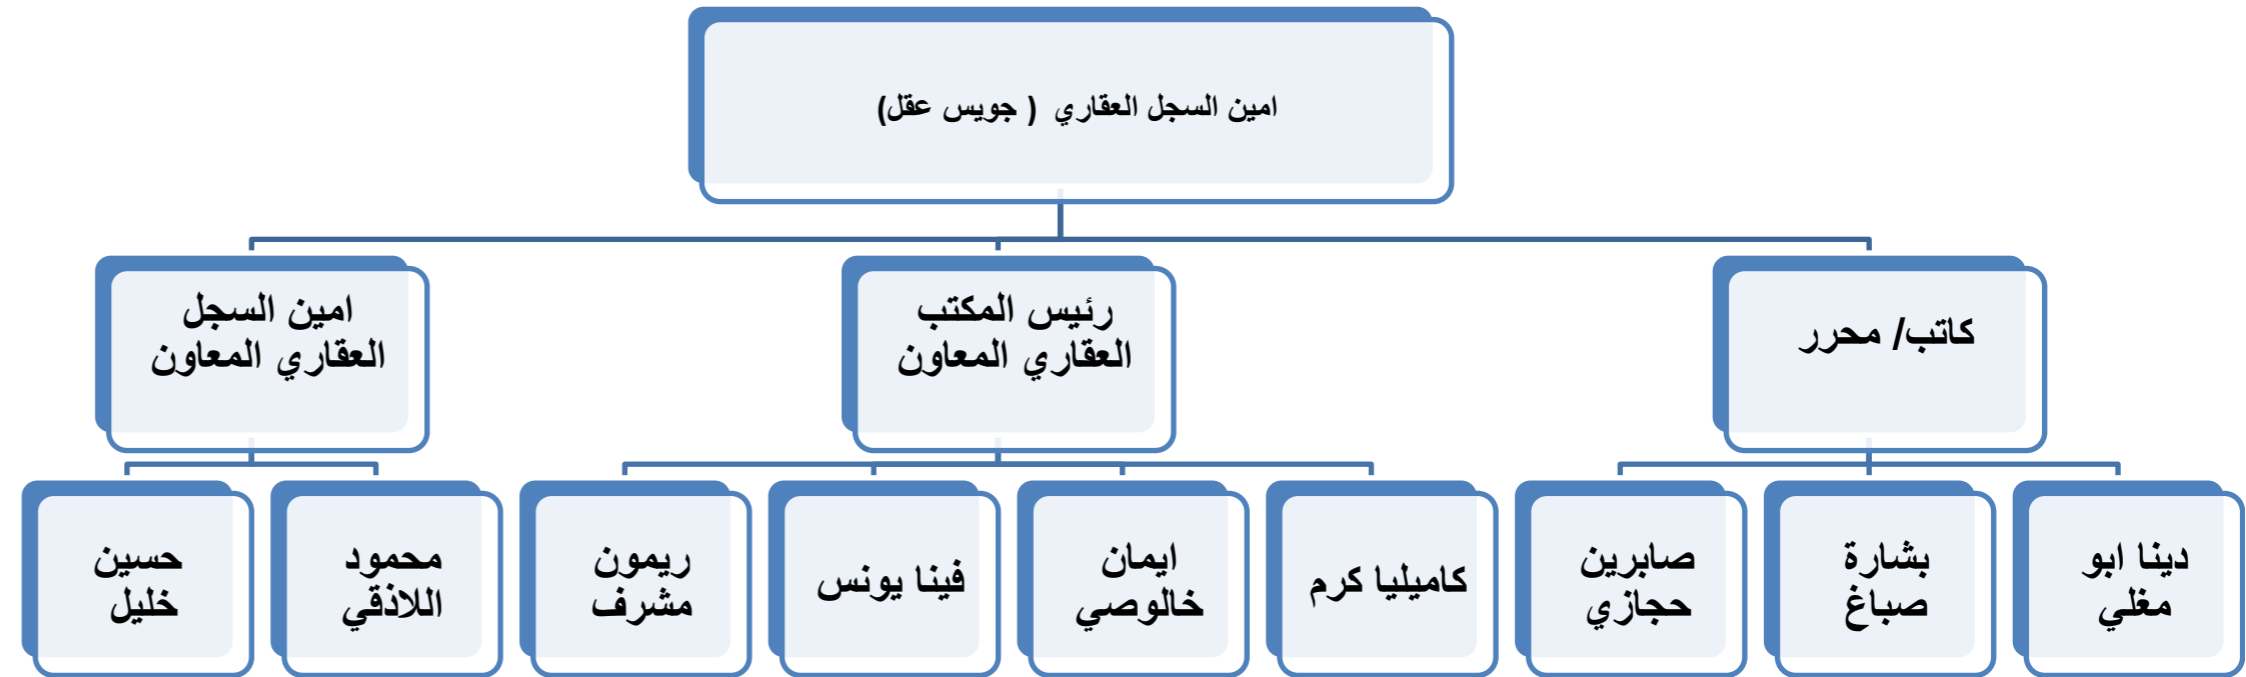 امين السجل العقاري ( جويس عقل)
كاتب/ محرر
رئيس المكتب
العقاري المعاون
امين السجل
العقاري المعاون
دينا ابو
مغلي
بشارة
صباغ
صابرين
حجازي
كاميليا كرم
ايمان
خالوصي
فينا يونس
ريمون
مشرف
محمود
اللاذقي
حسين
خليل